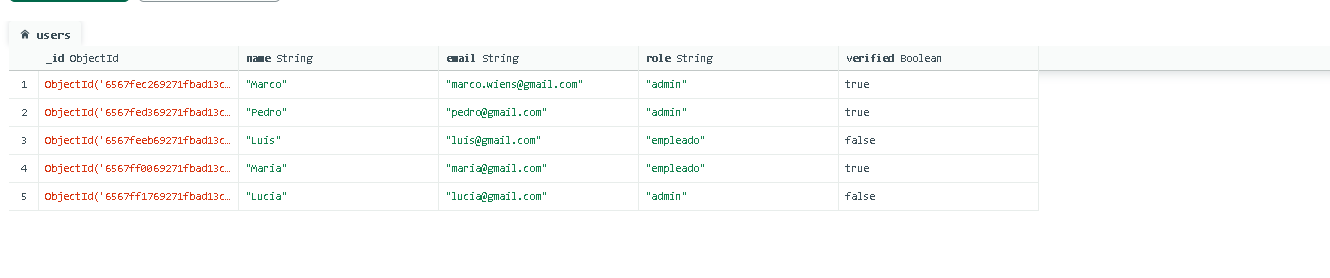 users
_id ObjectId name String email String role String verified Boolean
1 ObjectId('6567fec269271fbad13c… "Marco" "marco.wiens@gmail.com" "admin" true
2 ObjectId('6567fed369271fbad13c… "Pedro" "pedro@gmail.com" "admin" true
3 ObjectId('6567feeb69271fbad13c… "Luis" "luis@gmail.com" "empleado" false
4 ObjectId('6567ff0069271fbad13c… "Maria" "maria@gmail.com" "empleado" true
5 ObjectId('6567ff1769271fbad13c… "Lucia" "lucia@gmail.com" "admin" false